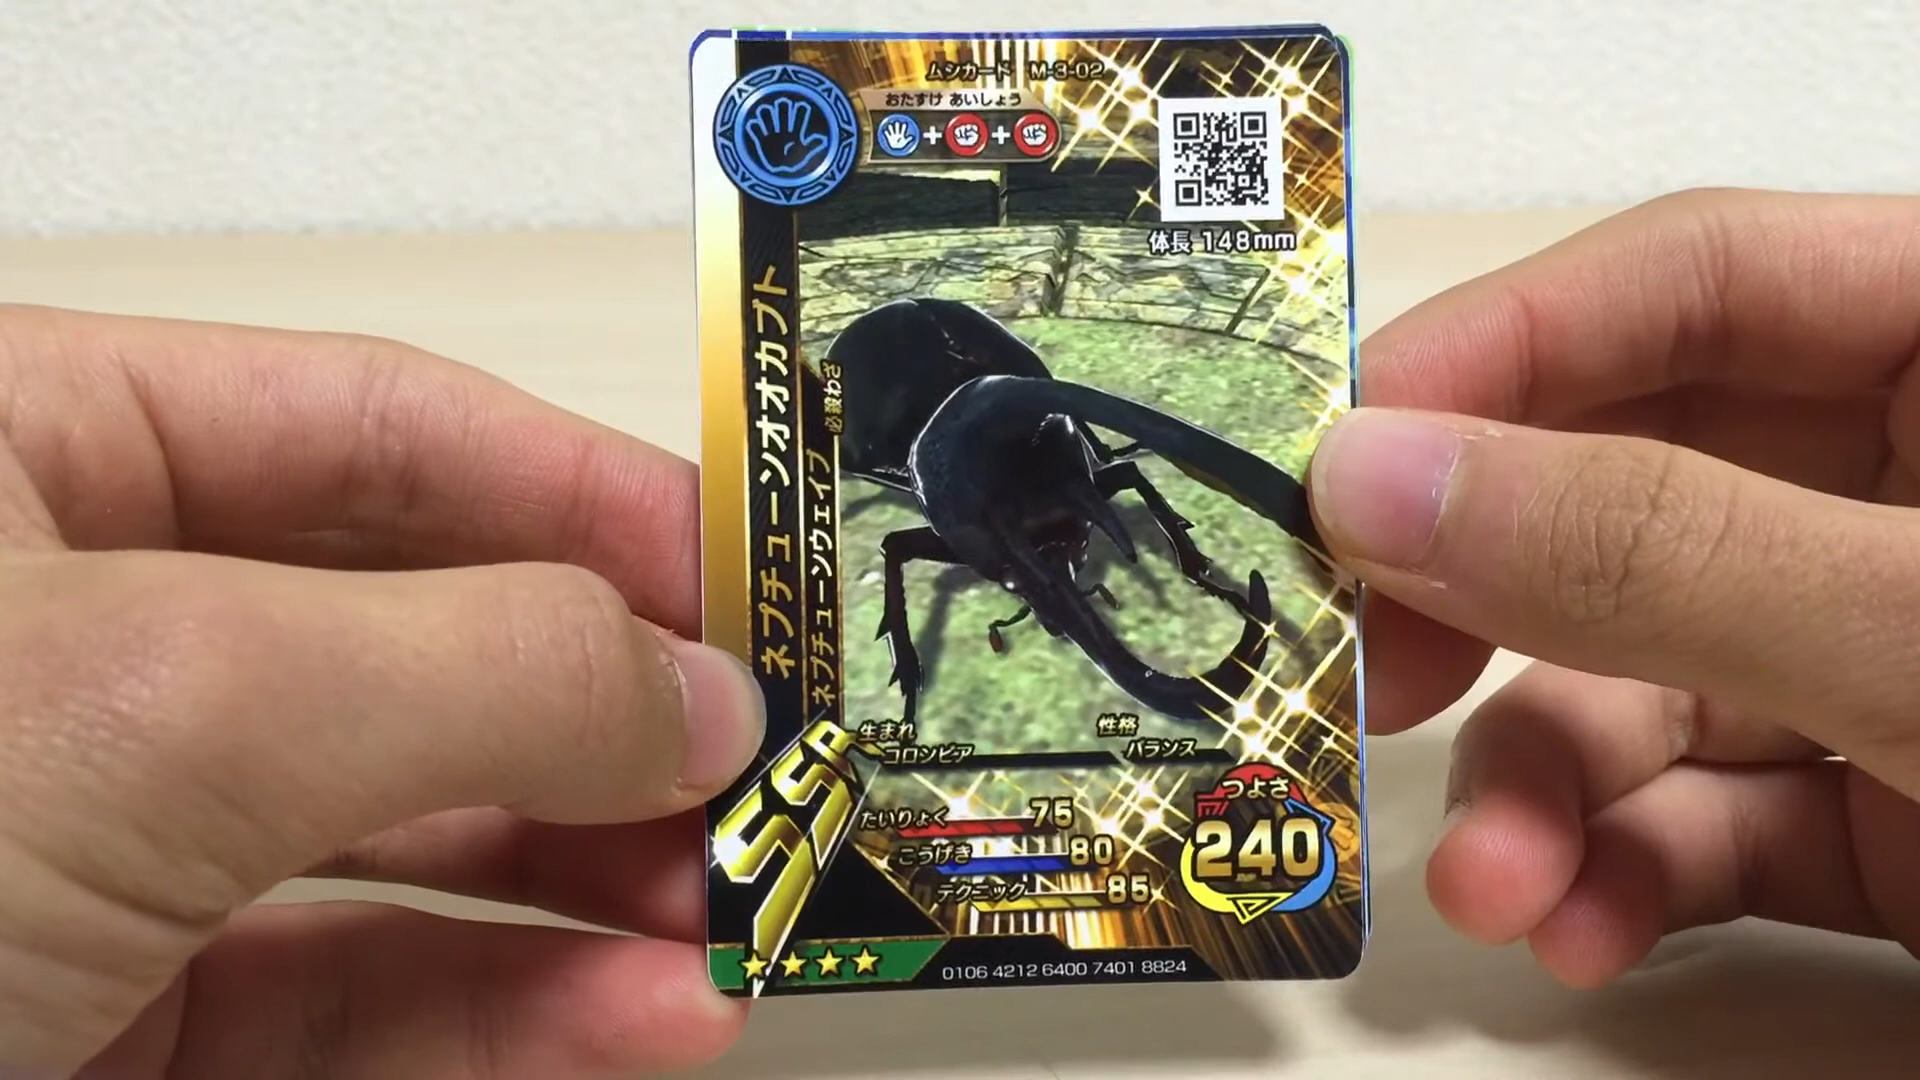 ムシカード M-3-02
おたすけ あいしょう
体長 148mm
ネプチューンオオカブト
必殺わざ
ネプチューンウェイブ
生まれ
コロンビア
性格
バランス
SSR
たいりょく 75
こうげき 80
テクニック 85
つよさ
240
0106 4212 6400 7401 8824